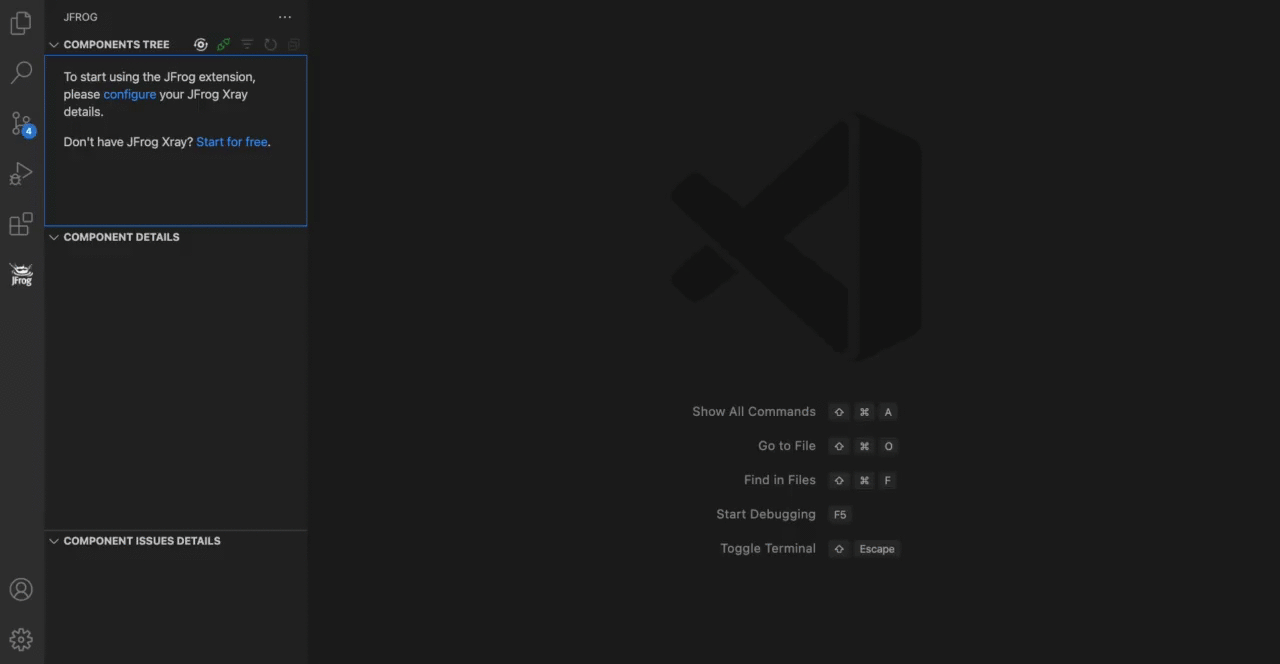 JFROG
COMPONENTS TREE
To start using the JFrog extension,
please configure your JFrog Xray
details.
Don't have JFrog Xray? Start for free.
4
COMPONENT DETAILS
JFrog
COMPONENT ISSUES DETAILS
Show All Commands ⇧ ⌘ A
Go to File ⇧ ⌘ O
Find in Files ⇧ ⌘ F
Start Debugging F5
Toggle Terminal ⇧ Escape